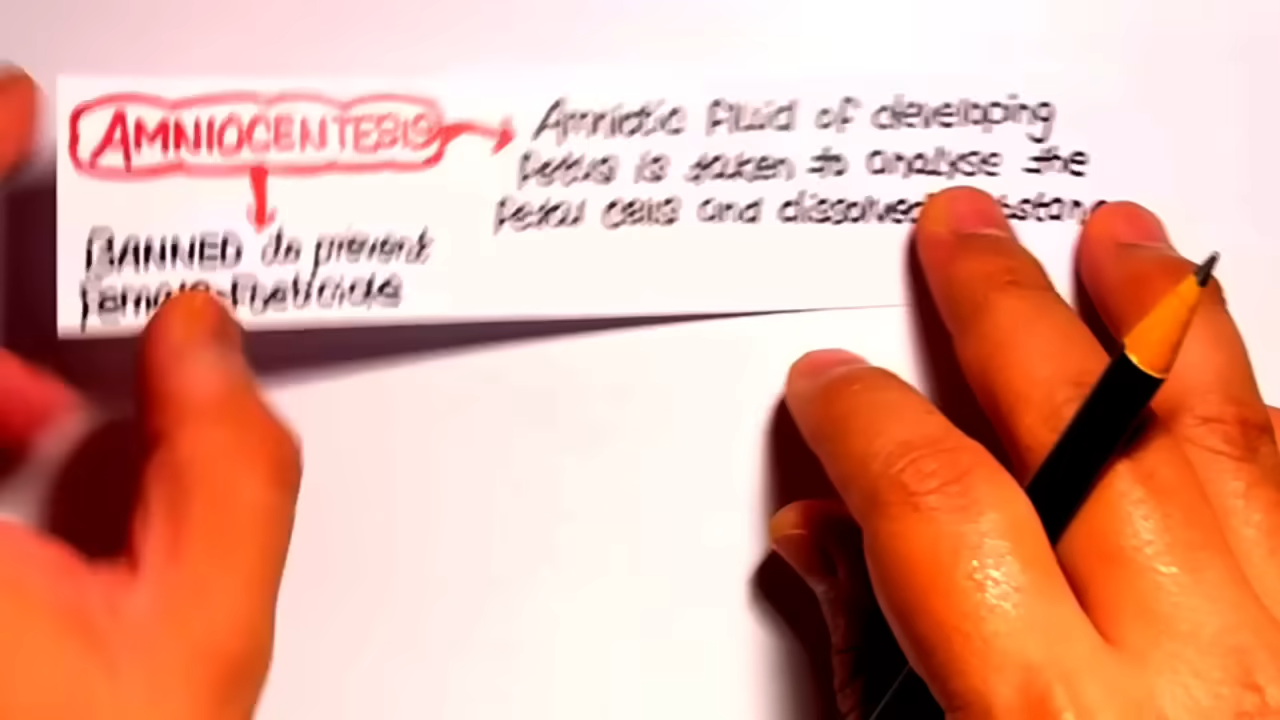 AMNIOCENTESIS
Amniotic fluid of developing
fetus is taken to analyse the
fetal cells and dissolved
BANNED to prevent
Foeticide